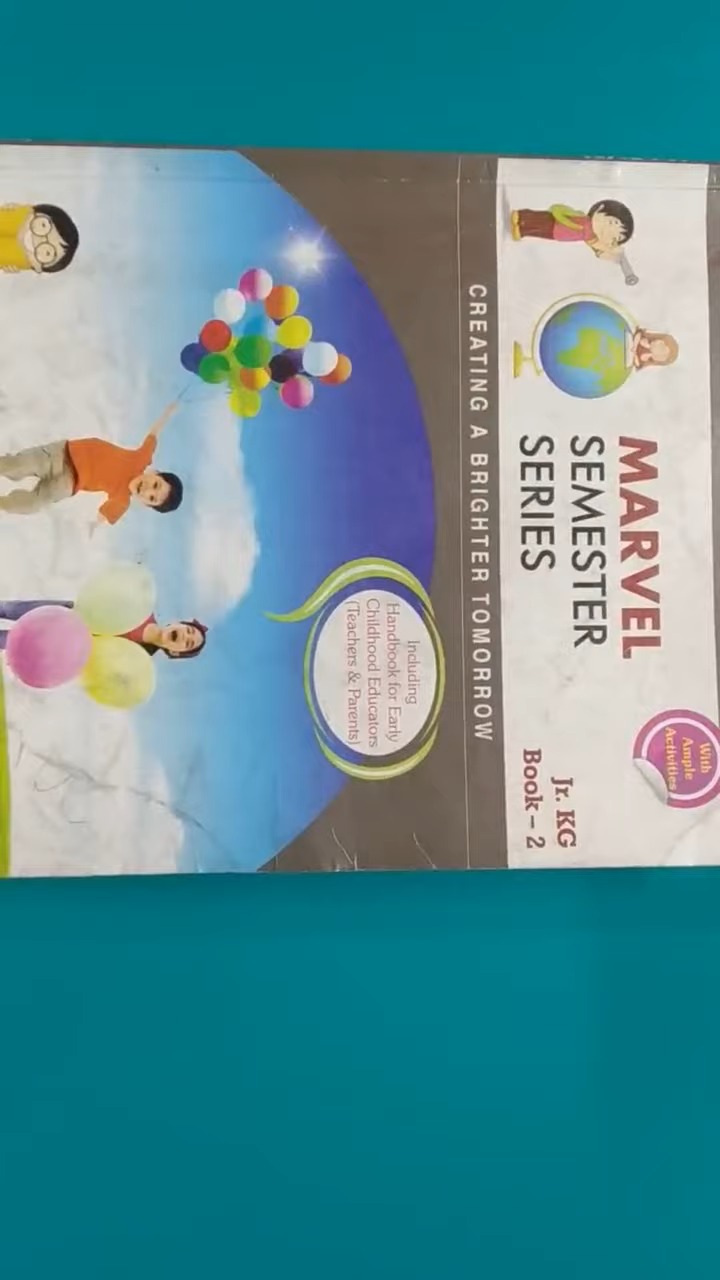 With
Ample
Activities
MARVEL
SEMESTER
SERIES
Jr. KG
Book – 2
CREATING A BRIGHTER TOMORROW
Including
Handbook for Early
Childhood Educators
(Teachers & Parents)